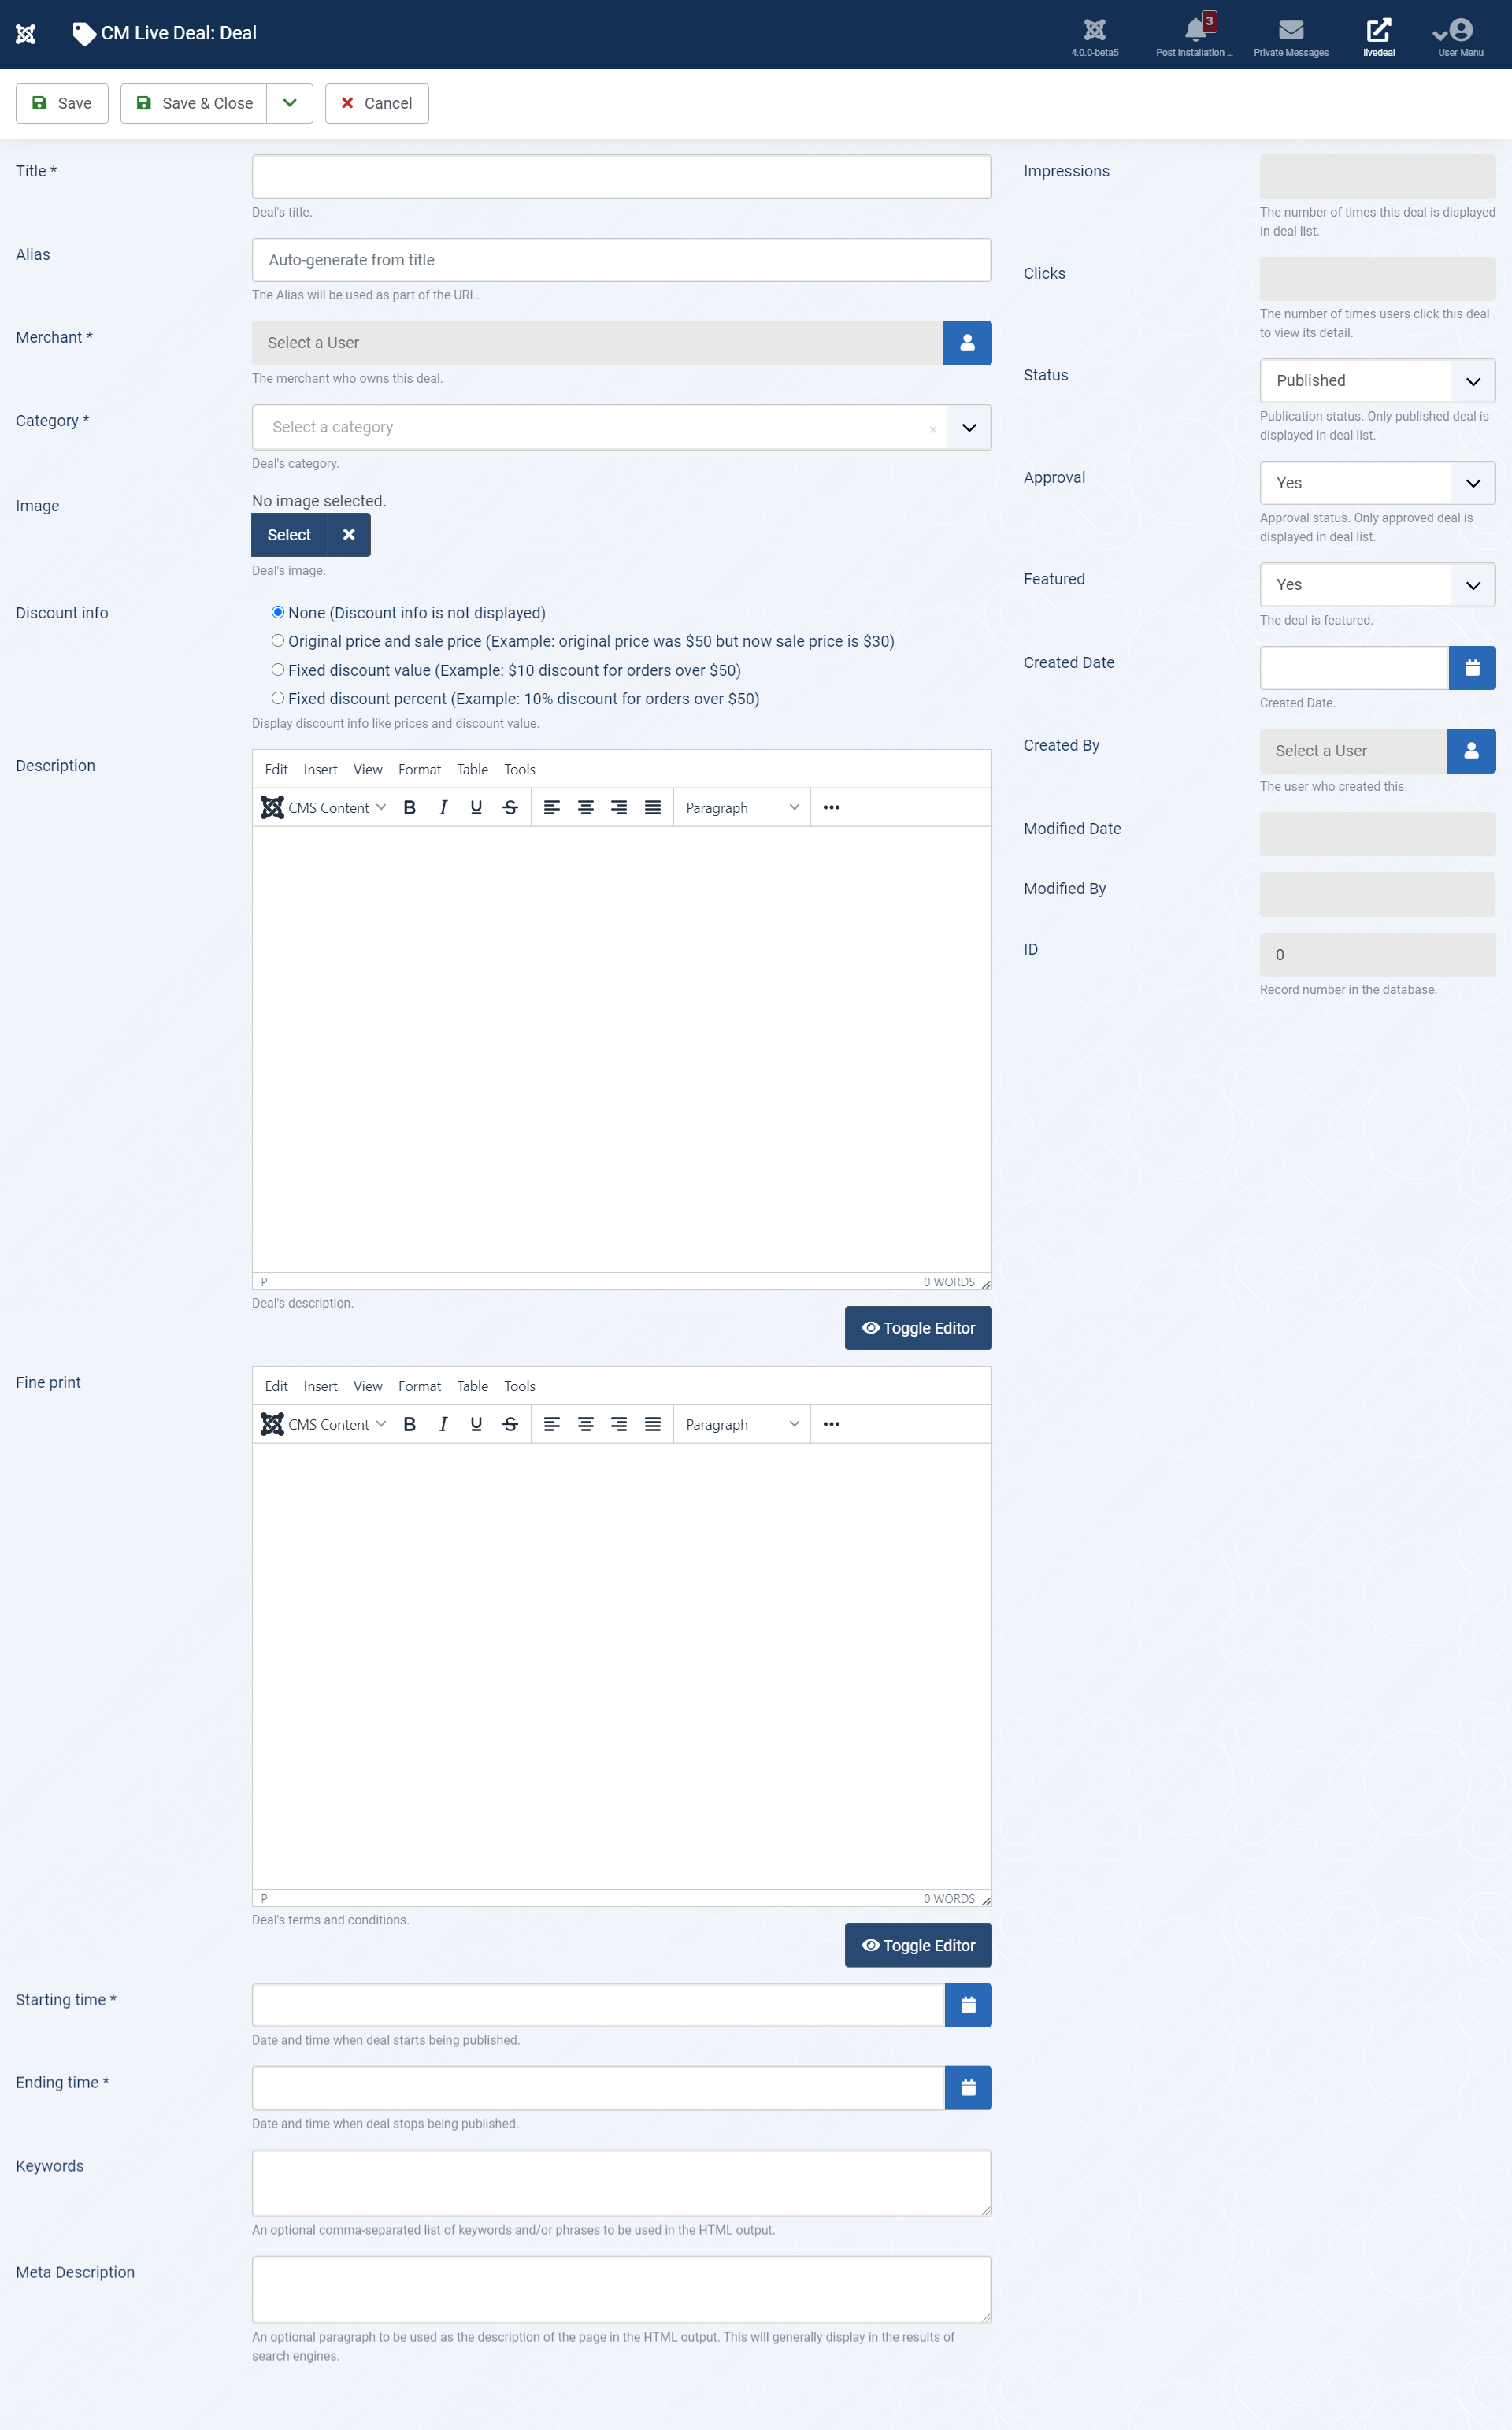 CM Live Deal: Deal
4.0.0-beta5
3
Post Installation ...
Private Messages
livedeal
User Menu
Save
Save & Close
Cancel
Title *
Deal's title.
Alias
Auto-generate from title
The Alias will be used as part of the URL.
Merchant *
Select a User
The merchant who owns this deal.
Category *
Select a category
×
Deal's category.
Image
No image selected.
Select
Deal's image.
Discount info
None (Discount info is not displayed)
Original price and sale price (Example: original price was $50 but now sale price is $30)
Fixed discount value (Example: $10 discount for orders over $50)
Fixed discount percent (Example: 10% discount for orders over $50)
Display discount info like prices and discount value.
Description
Edit Insert View Format Table Tools
CMS Content B I U S Paragraph
P
0 WORDS
Deal's description.
Toggle Editor
Fine print
Edit Insert View Format Table Tools
CMS Content B I U S Paragraph
P
0 WORDS
Deal's terms and conditions.
Toggle Editor
Starting time *
Date and time when deal starts being published.
Ending time *
Date and time when deal stops being published.
Keywords
An optional comma-separated list of keywords and/or phrases to be used in the HTML output.
Meta Description
An optional paragraph to be used as the description of the page in the HTML output. This will generally display in the results of
search engines.
Impressions
The number of times this deal is displayed
in deal list.
Clicks
The number of times users click this deal
to view its detail.
Status
Published
Publication status. Only published deal is
displayed in deal list.
Approval
Yes
Approval status. Only approved deal is
displayed in deal list.
Featured
Yes
The deal is featured.
Created Date
Created Date.
Created By
Select a User
The user who created this.
Modified Date
Modified By
ID
0
Record number in the database.